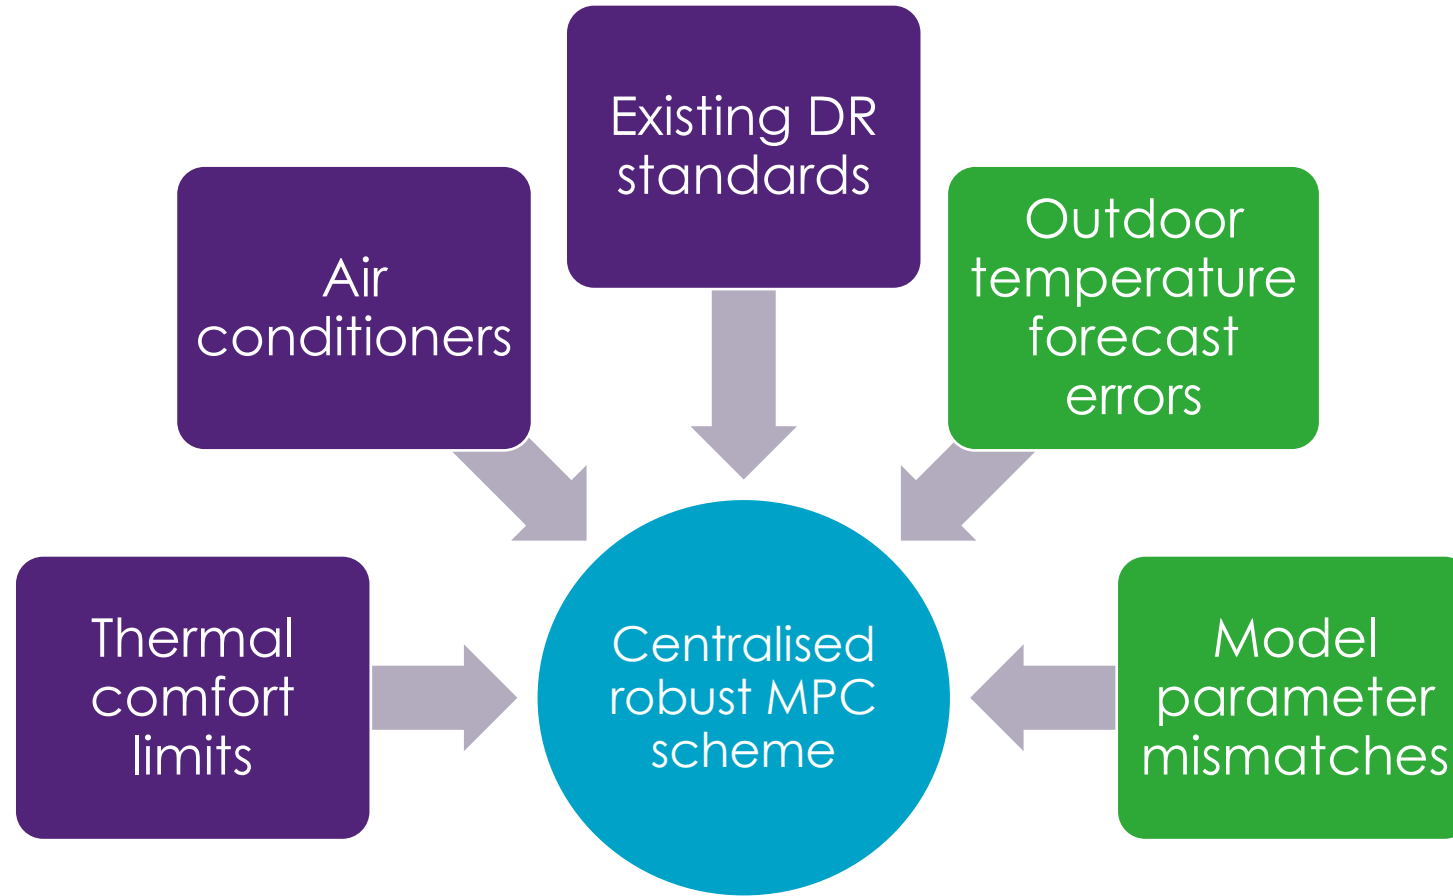 Existing DR
standards
Air
conditioners
Outdoor
temperature
forecast
errors
Thermal
comfort
limits
Centralised
robust MPC
scheme
Model
parameter
mismatches